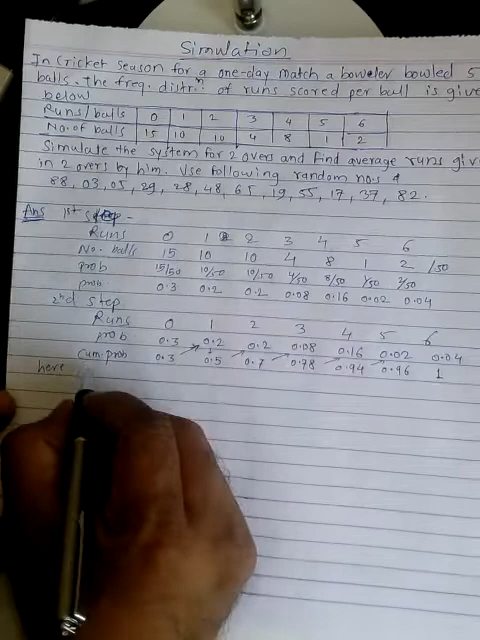 Simulation
In Cricket season for a one-day match a bowler bowled 5
balls. The freq. distri.n of runs scored per ball is give
below
Runs/balls 0 1 2 3 4 5 6
No. of balls 15 10 10 4 8 1 2
Simulate the system for 2 overs and find average runs giv
in 2 overs by him. Use following random no.s
88, 03, 05, 29, 28, 48, 65, 19, 55, 17, 37, 82.
Ans 1st step -
Runs 0 1 2 3 4 5 6
No. balls 15 10 10 4 8 1 2 /50
prob 15/50 10/50 10/50 4/50 8/50 1/50 2/50
prob. 0.3 0.2 0.2 0.08 0.16 0.02 0.04
2nd step
Runs 0 1 2 3 4 5 6
prob 0.3 0.2 0.2 0.08 0.16 0.02 0.04
Cum.prob 0.3 0.5 0.7 0.78 0.94 0.96 1
here